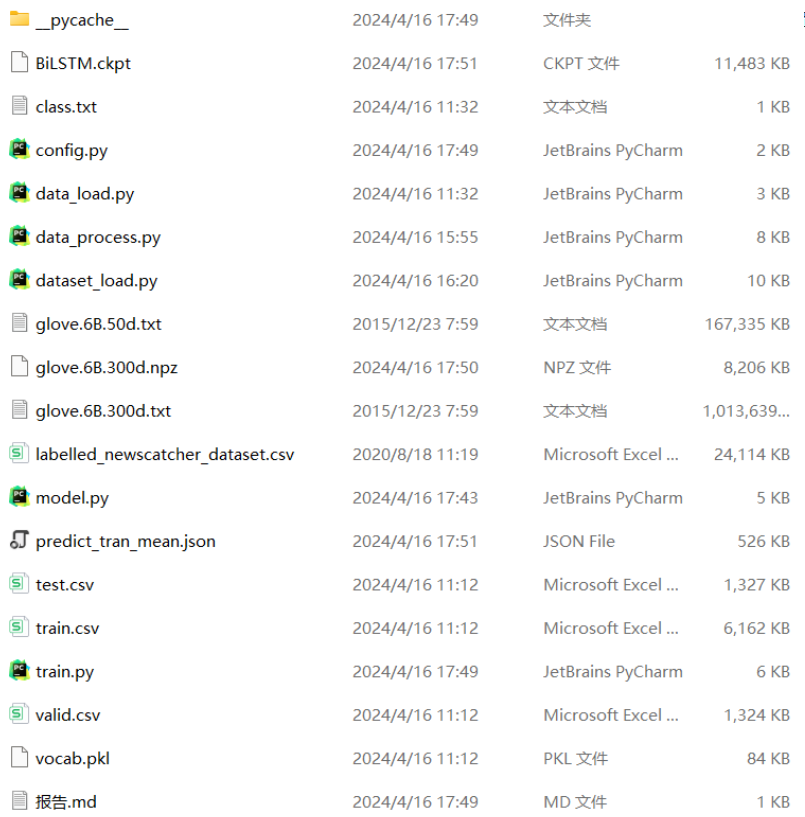 __pycache__ 2024/4/16 17:49 文件夹
BiLSTM.ckpt 2024/4/16 17:51 CKPT 文件 11,483 KB
class.txt 2024/4/16 11:32 文本文档 1 KB
config.py 2024/4/16 17:49 JetBrains PyCharm 2 KB
data_load.py 2024/4/16 11:32 JetBrains PyCharm 3 KB
data_process.py 2024/4/16 15:55 JetBrains PyCharm 8 KB
dataset_load.py 2024/4/16 16:20 JetBrains PyCharm 10 KB
glove.6B.50d.txt 2015/12/23 7:59 文本文档 167,335 KB
glove.6B.300d.npz 2024/4/16 17:50 NPZ 文件 8,206 KB
glove.6B.300d.txt 2015/12/23 7:59 文本文档 1,013,639...
labelled_newscatcher_dataset.csv 2020/8/18 11:19 Microsoft Excel ... 24,114 KB
model.py 2024/4/16 17:43 JetBrains PyCharm 5 KB
predict_tran_mean.json 2024/4/16 17:51 JSON File 526 KB
test.csv 2024/4/16 11:12 Microsoft Excel ... 1,327 KB
train.csv 2024/4/16 11:12 Microsoft Excel ... 6,162 KB
train.py 2024/4/16 17:49 JetBrains PyCharm 6 KB
valid.csv 2024/4/16 11:12 Microsoft Excel ... 1,324 KB
vocab.pkl 2024/4/16 11:12 PKL 文件 84 KB
报告.md 2024/4/16 17:49 MD 文件 1 KB